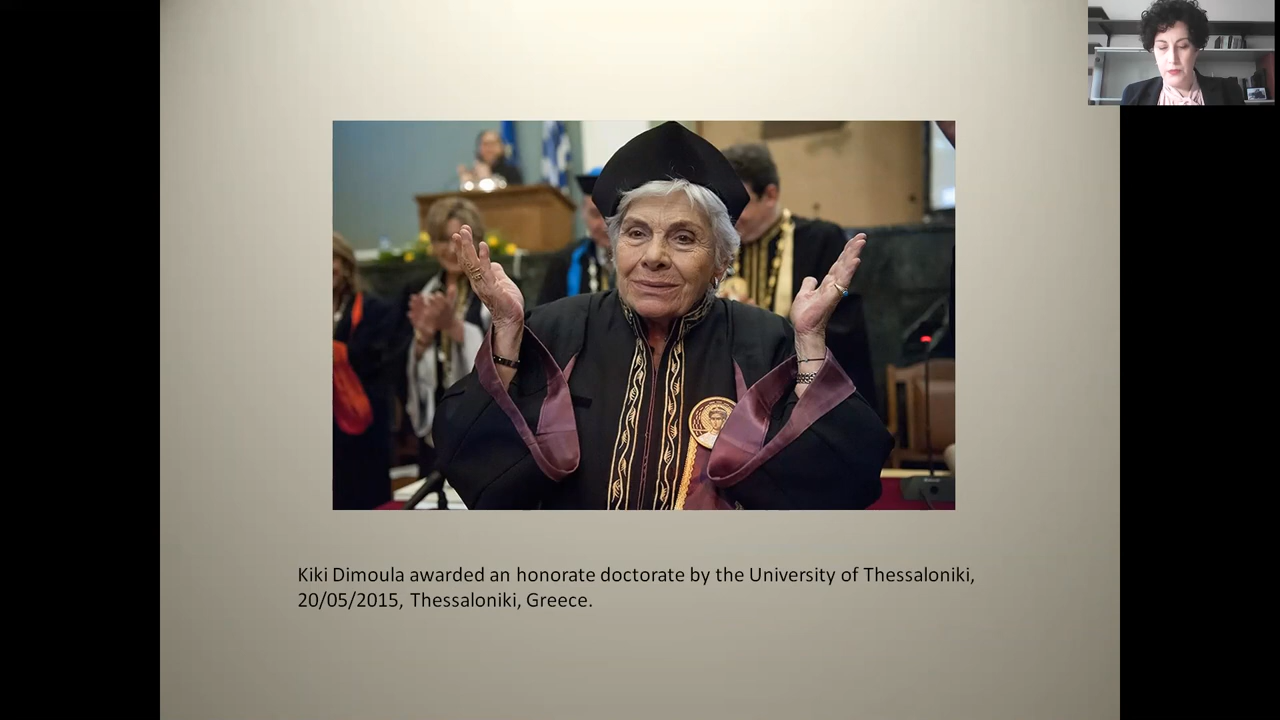 Kiki Dimoula awarded an honorate doctorate by the University of Thessaloniki,
20/05/2015, Thessaloniki, Greece.